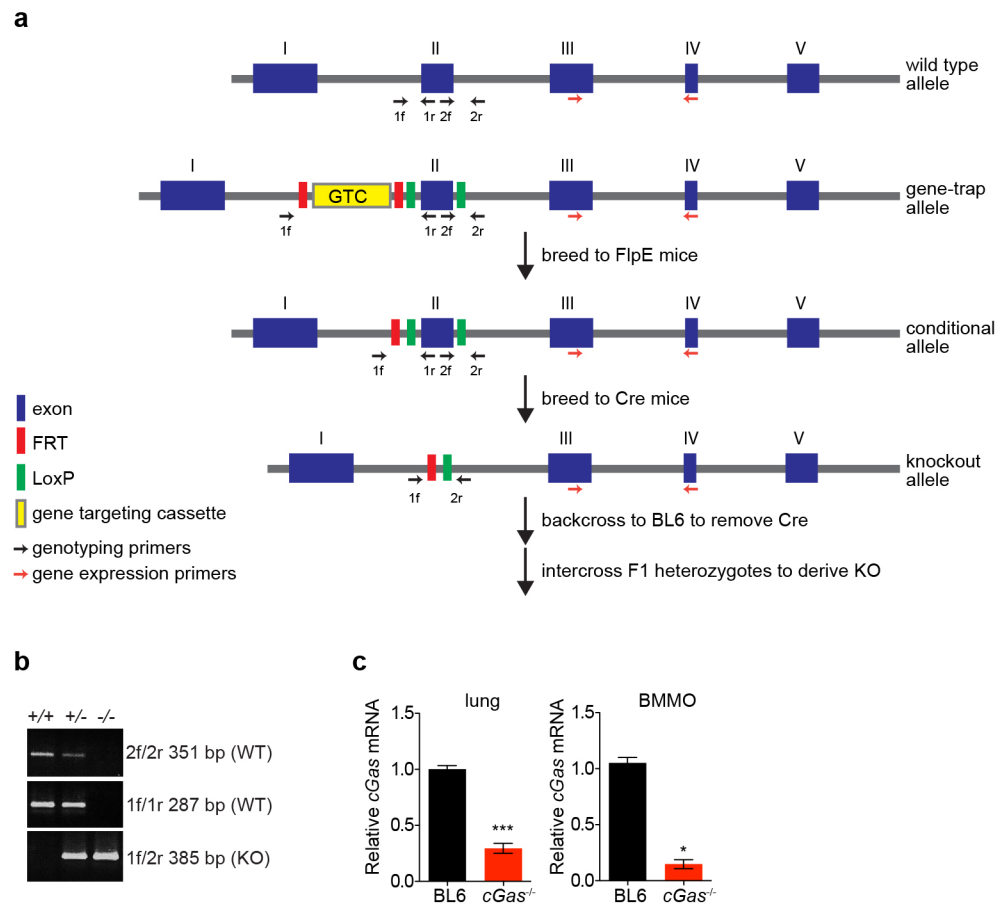 a
I II III IV V
wild type
allele
1f 1r 2f 2r
I II III IV V
GTC
gene-trap
allele
1f 1r 2f 2r
breed to FlpE mice
I II III IV V
conditional
allele
1f 1r 2f 2r
breed to Cre mice
exon
FRT
LoxP
gene targeting cassette
genotyping primers
gene expression primers
I III IV V
knockout
allele
1f 2r
backcross to BL6 to remove Cre
intercross F1 heterozygotes to derive KO
b
+/+ +/- -/-
2f/2r 351 bp (WT)
1f/1r 287 bp (WT)
1f/2r 385 bp (KO)
c
lung
Relative cGas mRNA
1.5
1.0
0.5
0.0
***
BL6 cGas-/-
BMMO
Relative cGas mRNA
1.5
1.0
0.5
0.0
*
BL6 cGas-/-